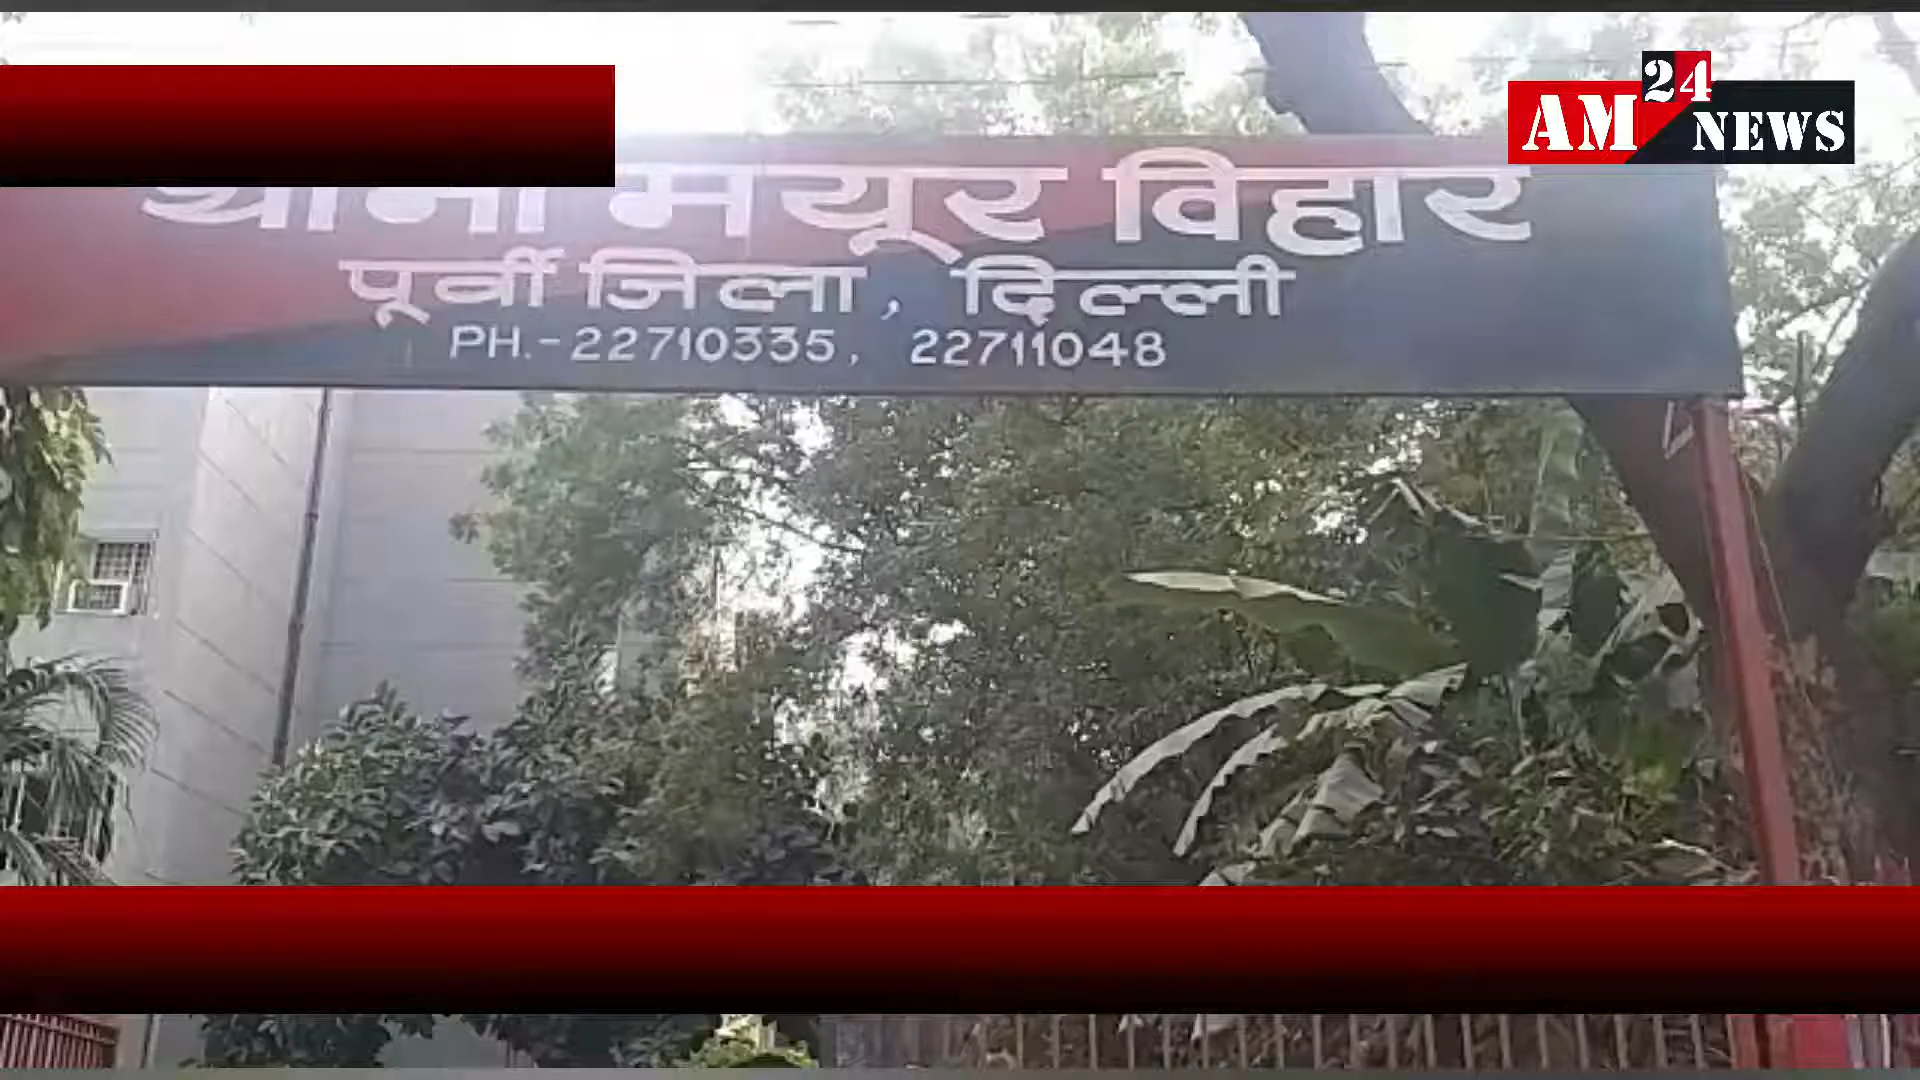 AM 24 NEWS
थाना मयूर विहार
पूर्वी जिला, दिल्ली
PH.-22710335, 22711048